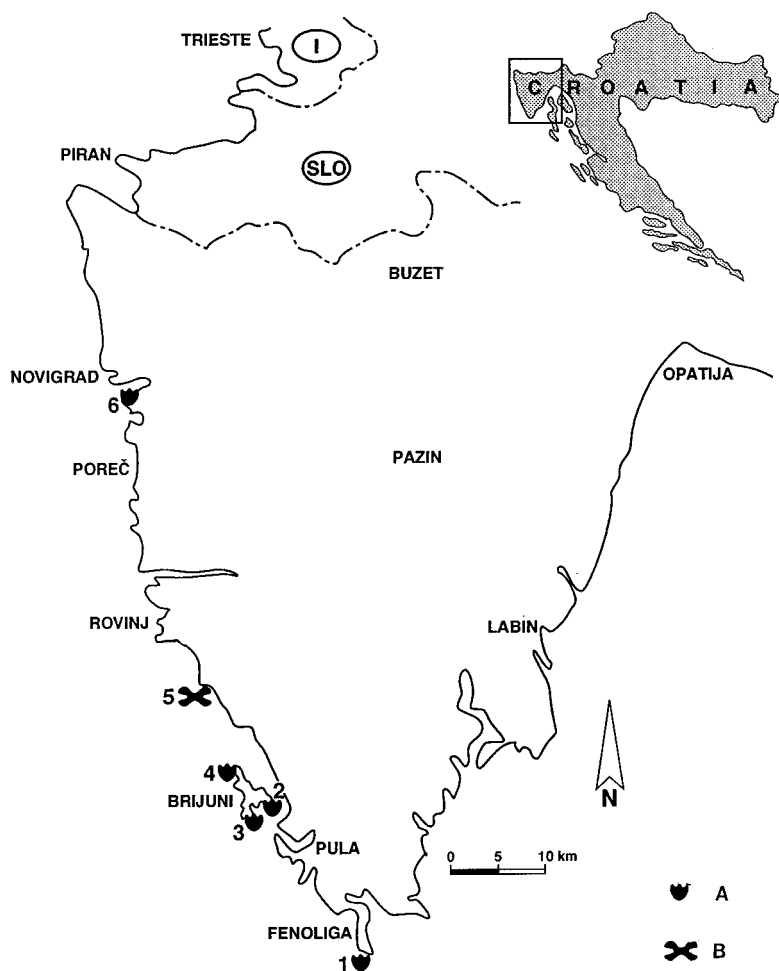 TRIESTE
I
CROATIA
PIRAN
SLO
BUZET
NOVIGRAD
OPATIJA
6
POREČ
PAZIN
ROVINJ
LABIN
5
4
2
BRIJUNI
3
N
PULA
0 5 10 km
A
FENOLIGA
1
B